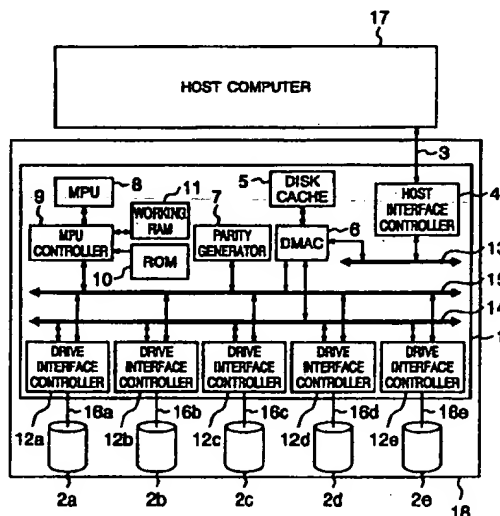 17
HOST COMPUTER
3
MPU
8
11
WORKING
RAM
9
MPU
CONTROLLER
10
ROM
7
PARITY
GENERATOR
5
DISK
CACHE
6
DMAC
4
HOST
INTERFACE
CONTROLLER
13
15
14
1
DRIVE
INTERFACE
CONTROLLER
DRIVE
INTERFACE
CONTROLLER
DRIVE
INTERFACE
CONTROLLER
DRIVE
INTERFACE
CONTROLLER
DRIVE
INTERFACE
CONTROLLER
12a 16a 12b 16b 12c 16c 12d 16d 12e 16e
2a 2b 2c 2d 2e 18